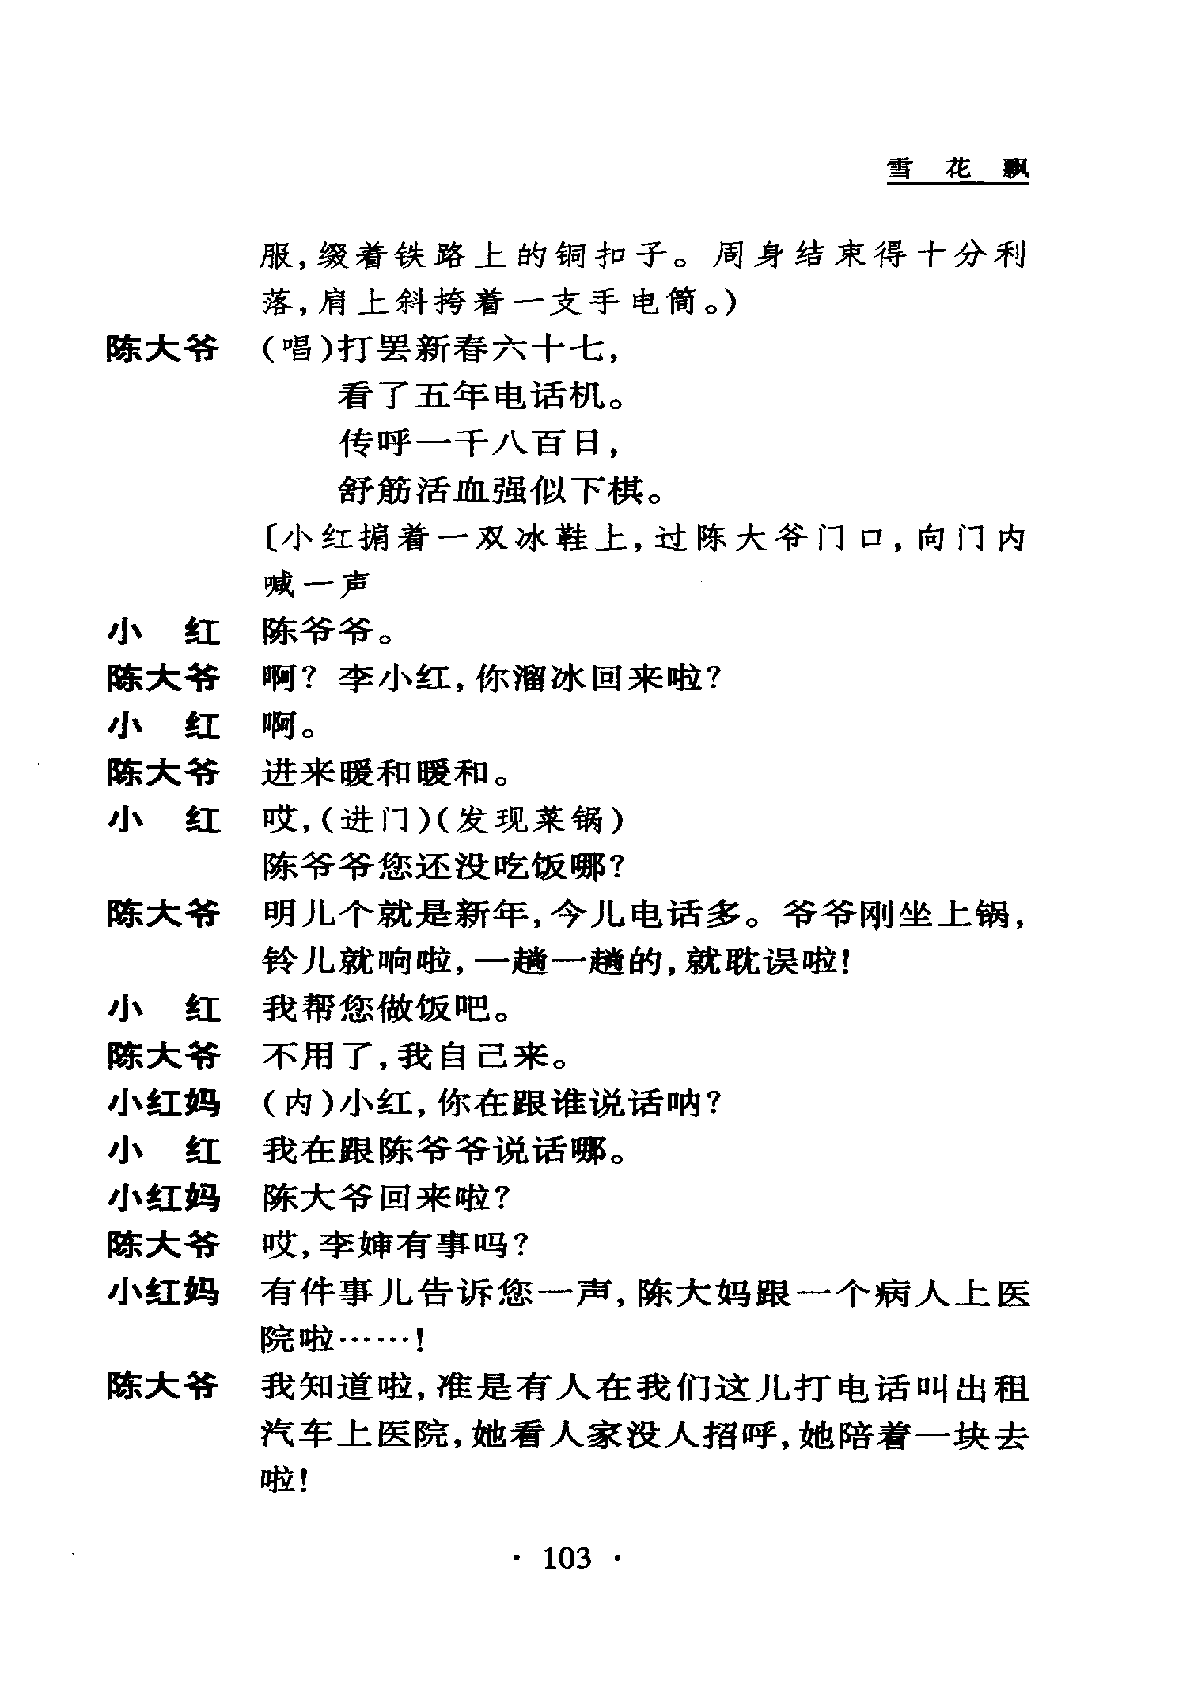 雪 花 飘
服，缀着铁路上的铜扣子。周身结束得十分利
落，肩上斜挎着一支手电筒。）
陈大爷 （唱）打罢新春六十七，
看了五年电话机。
传呼一千八百日，
舒筋活血强似下棋。
〔小红掮着一双冰鞋上，过陈大爷门口，向门内
喊一声
小 红 陈爷爷。
陈大爷 啊？李小红，你溜冰回来啦？
小 红 啊。
陈大爷 进来暖和暖和。
小 红 哎，（进门）（发现菜锅）
陈爷爷您还没吃饭哪？
陈大爷 明儿个就是新年，今儿电话多。爷爷刚坐上锅，
铃儿就响啦，一趟一趟的，就耽误啦！
小 红 我帮您做饭吧。
陈大爷 不用了，我自己来。
小红妈 （内）小红，你在跟谁说话呐？
小 红 我在跟陈爷爷说话哪。
小红妈 陈大爷回来啦？
陈大爷 哎，李婶有事吗？
小红妈 有件事儿告诉您一声，陈大妈跟一个病人上医
院啦……！
陈大爷 我知道啦，准是有人在我们这儿打电话叫出租
汽车上医院，她看人家没人招呼，她陪着一块去
啦！
· 103 ·